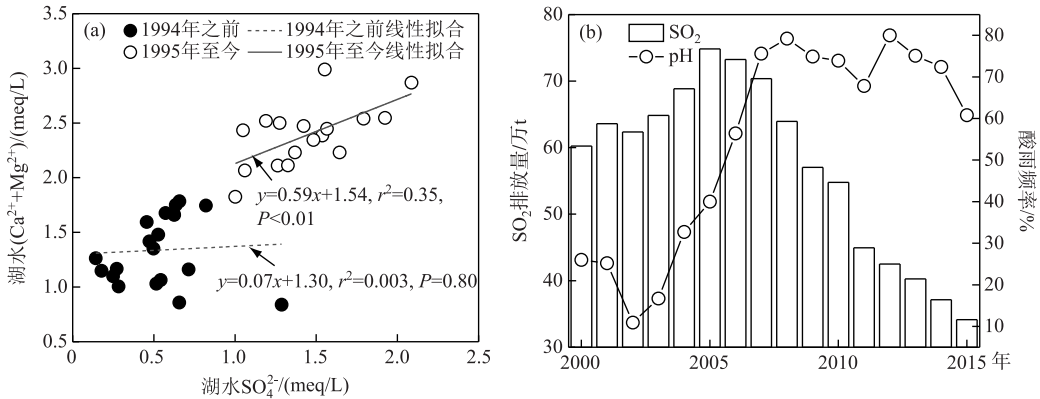 (a)
1994年之前
1994年之前线性拟合
1995年至今
1995年至今线性拟合
3.5
3.0
2.5
2.0
1.5
1.0
0.5
湖水(Ca²⁺+Mg²⁺)/(meq/L)
y=0.59x+1.54, r²=0.35,
P<0.01
y=0.07x+1.30, r²=0.003, P=0.80
0
0.5
1.0
1.5
2.0
2.5
湖水SO₄²⁻/(meq/L)
(b)
SO₂
pH
80
70
60
50
40
30
SO₂排放量/万t
80
70
60
50
40
30
20
10
酸雨频率/%
2000
2005
2010
2015 年